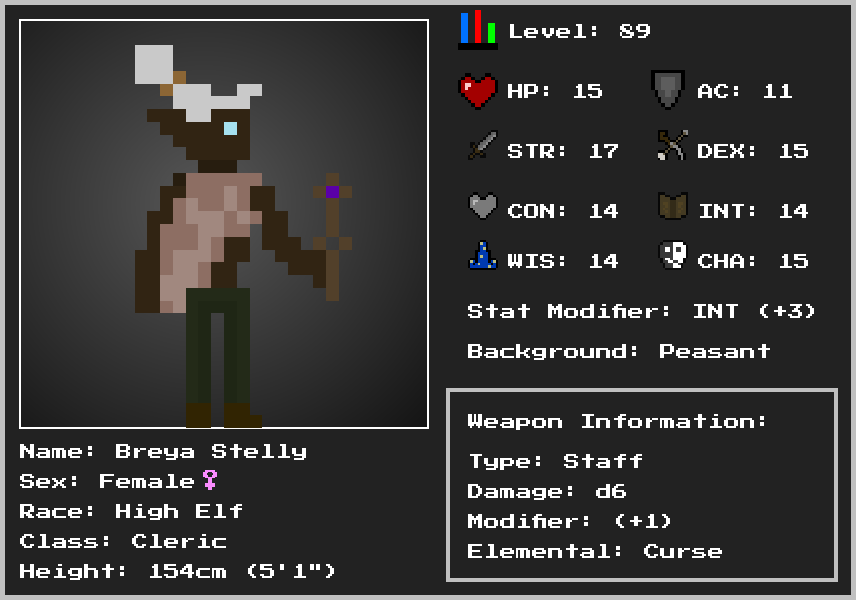 Level: 89
HP: 15
AC: 11
STR: 17
DEX: 15
CON: 14
INT: 14
WIS: 14
CHA: 15
Stat Modifier: INT (+3)
Background: Peasant
Weapon Information:
Type: Staff
Damage: d6
Modifier: (+1)
Elemental: Curse
Name: Breya Stelly
Sex: Female♀
Race: High Elf
Class: Cleric
Height: 154cm (5'1")